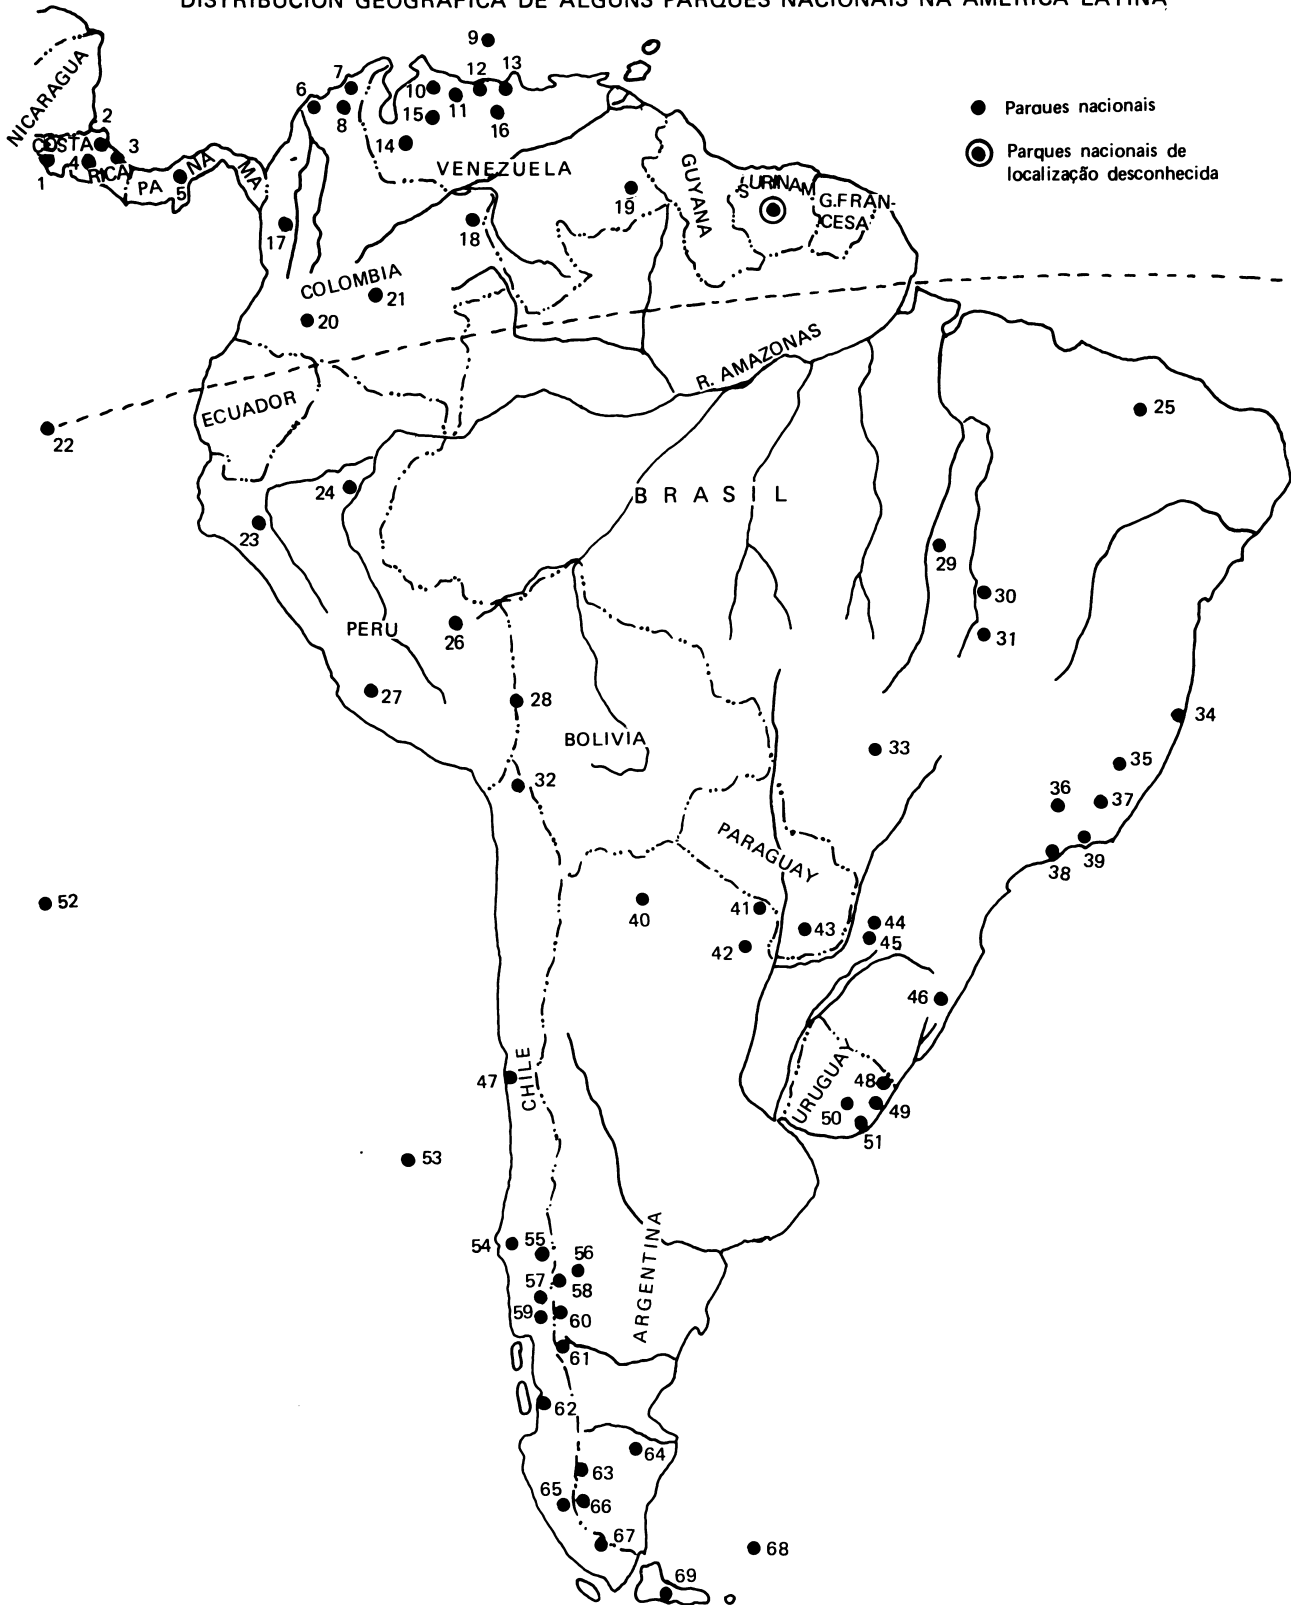 DISTRIBUCION GEOGRAFICA DE ALGUNS PARQUES NACIONAIS NA AMERICA LATINA
Parques nacionais
Parques nacionais de
localização desconhecida
NICARAGUA
COSTA
RICA
PA
NA
MA
VENEZUELA
GUYANA
SURINAM
G.FRAN-
CESA
COLOMBIA
ECUADOR
R. AMAZONAS
BRASIL
PERU
BOLIVIA
PARAGUAY
CHILE
URUGUAY
ARGENTINA
1
2
3
4
5
6
7
8
9
10
11
12
13
14
15
16
17
18
19
20
21
22
23
24
25
26
27
28
29
30
31
32
33
34
35
36
37
38
39
40
41
42
43
44
45
46
47
48
49
50
51
52
53
54
55
56
57
58
59
60
61
62
63
64
65
66
67
68
69